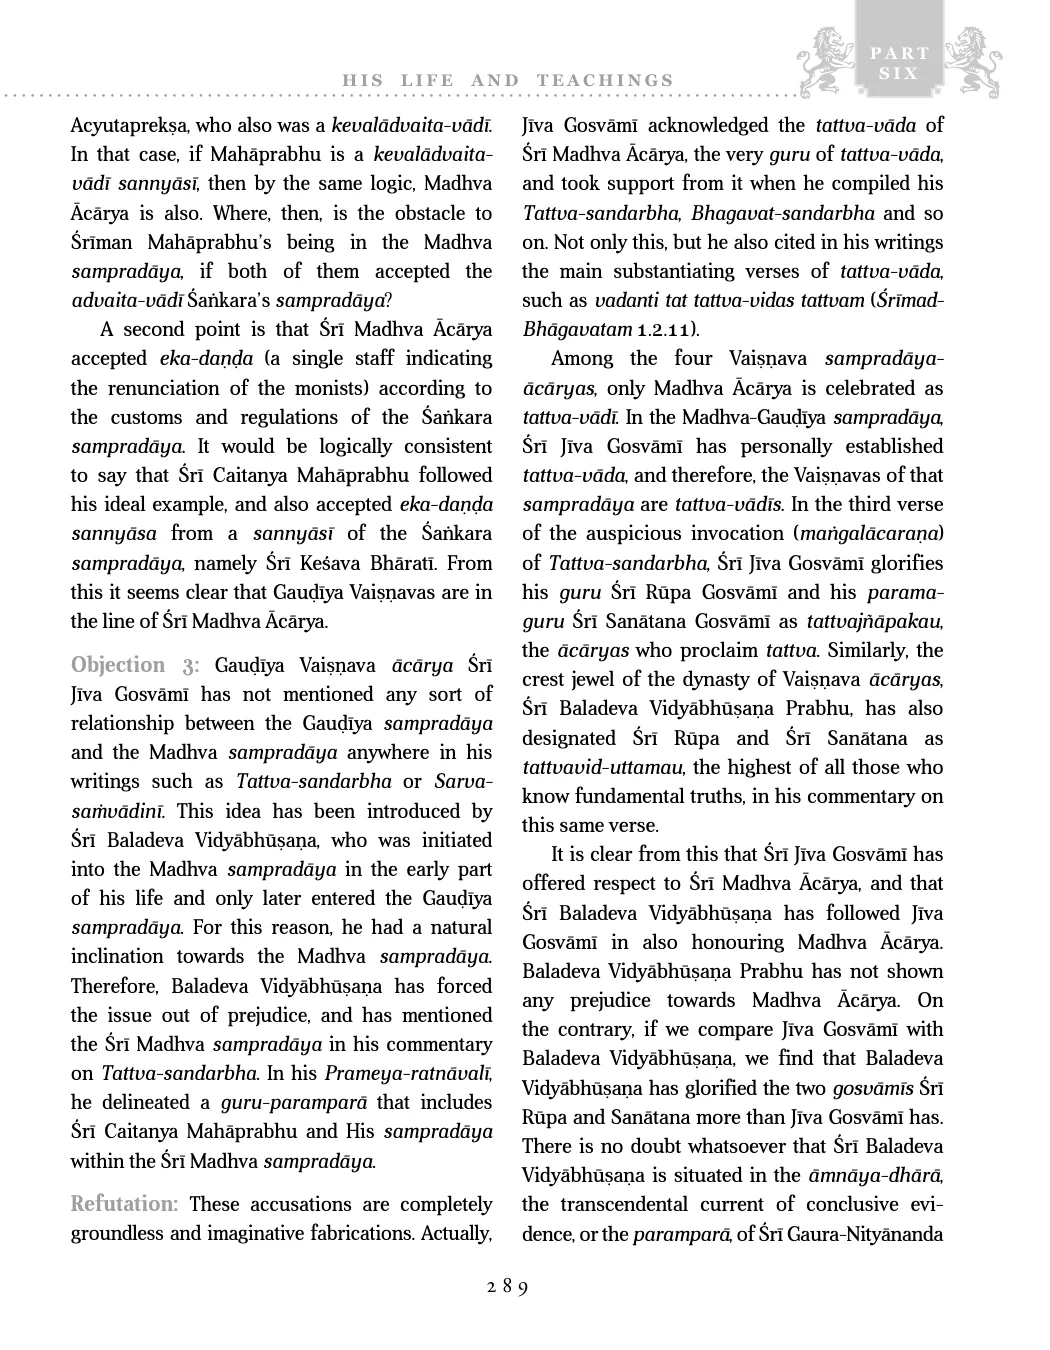 PART
SIX
HIS LIFE AND TEACHINGS
Acyutaprekṣa, who also was a kevalādvaita-vādī.
In that case, if Mahāprabhu is a kevalādvaita-
vādī sannyāsī, then by the same logic, Madhva
Ācārya is also. Where, then, is the obstacle to
Śrīman Mahāprabhu’s being in the Madhva
sampradāya, if both of them accepted the
advaita-vādī Śaṅkara’s sampradāya?
A second point is that Śrī Madhva Ācārya
accepted eka-daṇḍa (a single staff indicating
the renunciation of the monists) according to
the customs and regulations of the Śaṅkara
sampradāya. It would be logically consistent
to say that Śrī Caitanya Mahāprabhu followed
his ideal example, and also accepted eka-daṇḍa
sannyāsa from a sannyāsī of the Śaṅkara
sampradāya, namely Śrī Keśava Bhāratī. From
this it seems clear that Gauḍīya Vaiṣṇavas are in
the line of Śrī Madhva Ācārya.
Objection 3: Gauḍīya Vaiṣṇava ācārya Śrī
Jīva Gosvāmī has not mentioned any sort of
relationship between the Gauḍīya sampradāya
and the Madhva sampradāya anywhere in his
writings such as Tattva-sandarbha or Sarva-
saṁvādinī. This idea has been introduced by
Śrī Baladeva Vidyābhūṣaṇa, who was initiated
into the Madhva sampradāya in the early part
of his life and only later entered the Gauḍīya
sampradāya. For this reason, he had a natural
inclination towards the Madhva sampradāya.
Therefore, Baladeva Vidyābhūṣaṇa has forced
the issue out of prejudice, and has mentioned
the Śrī Madhva sampradāya in his commentary
on Tattva-sandarbha. In his Prameya-ratnāvalī,
he delineated a guru-paramparā that includes
Śrī Caitanya Mahāprabhu and His sampradāya
within the Śrī Madhva sampradāya.
Refutation: These accusations are completely
groundless and imaginative fabrications. Actually,
Jīva Gosvāmī acknowledged the tattva-vāda of
Śrī Madhva Ācārya, the very guru of tattva-vāda,
and took support from it when he compiled his
Tattva-sandarbha, Bhagavat-sandarbha and so
on. Not only this, but he also cited in his writings
the main substantiating verses of tattva-vāda,
such as vadanti tat tattva-vidas tattvam (Śrīmad-
Bhāgavatam 1.2.11).
Among the four Vaiṣṇava sampradāya-
ācāryas, only Madhva Ācārya is celebrated as
tattva-vādī. In the Madhva-Gauḍīya sampradāya,
Śrī Jīva Gosvāmī has personally established
tattva-vāda, and therefore, the Vaiṣṇavas of that
sampradāya are tattva-vādīs. In the third verse
of the auspicious invocation (maṅgalācaraṇa)
of Tattva-sandarbha, Śrī Jīva Gosvāmī glorifies
his guru Śrī Rūpa Gosvāmī and his parama-
guru Śrī Sanātana Gosvāmī as tattvajñāpakau,
the ācāryas who proclaim tattva. Similarly, the
crest jewel of the dynasty of Vaiṣṇava ācāryas,
Śrī Baladeva Vidyābhūṣaṇa Prabhu, has also
designated Śrī Rūpa and Śrī Sanātana as
tattvavid-uttamau, the highest of all those who
know fundamental truths, in his commentary on
this same verse.
It is clear from this that Śrī Jīva Gosvāmī has
offered respect to Śrī Madhva Ācārya, and that
Śrī Baladeva Vidyābhūṣaṇa has followed Jīva
Gosvāmī in also honouring Madhva Ācārya.
Baladeva Vidyābhūṣaṇa Prabhu has not shown
any prejudice towards Madhva Ācārya. On
the contrary, if we compare Jīva Gosvāmī with
Baladeva Vidyābhūṣaṇa, we find that Baladeva
Vidyābhūṣaṇa has glorified the two gosvāmīs Śrī
Rūpa and Sanātana more than Jīva Gosvāmī has.
There is no doubt whatsoever that Śrī Baladeva
Vidyābhūṣaṇa is situated in the āmnāya-dhārā,
the transcendental current of conclusive evi-
dence, or the paramparā, of Śrī Gaura-Nityānanda
289